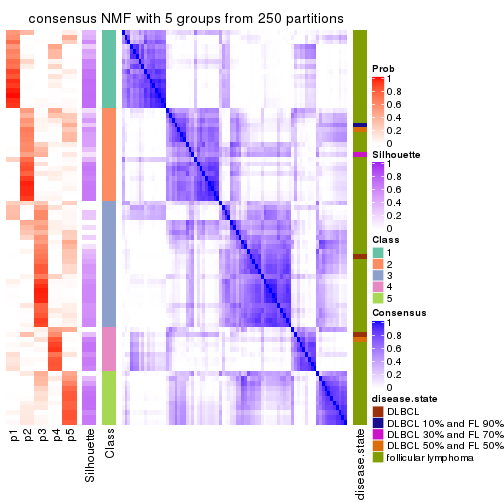 consensus NMF with 5 groups from 250 partitions
Prob
1
0.8
0.6
0.4
0.2
0
Silhouette
1
0.8
0.6
0.4
0.2
0
Class
1
2
3
4
5
Consensus
1
0.8
0.6
0.4
0.2
0
disease.state
DLBCL
DLBCL 10% and FL 90%
DLBCL 30% and FL 70%
DLBCL 50% and FL 50%
follicular lymphoma
p1
p2
p3
p4
p5
Silhouette
Class
disease.state